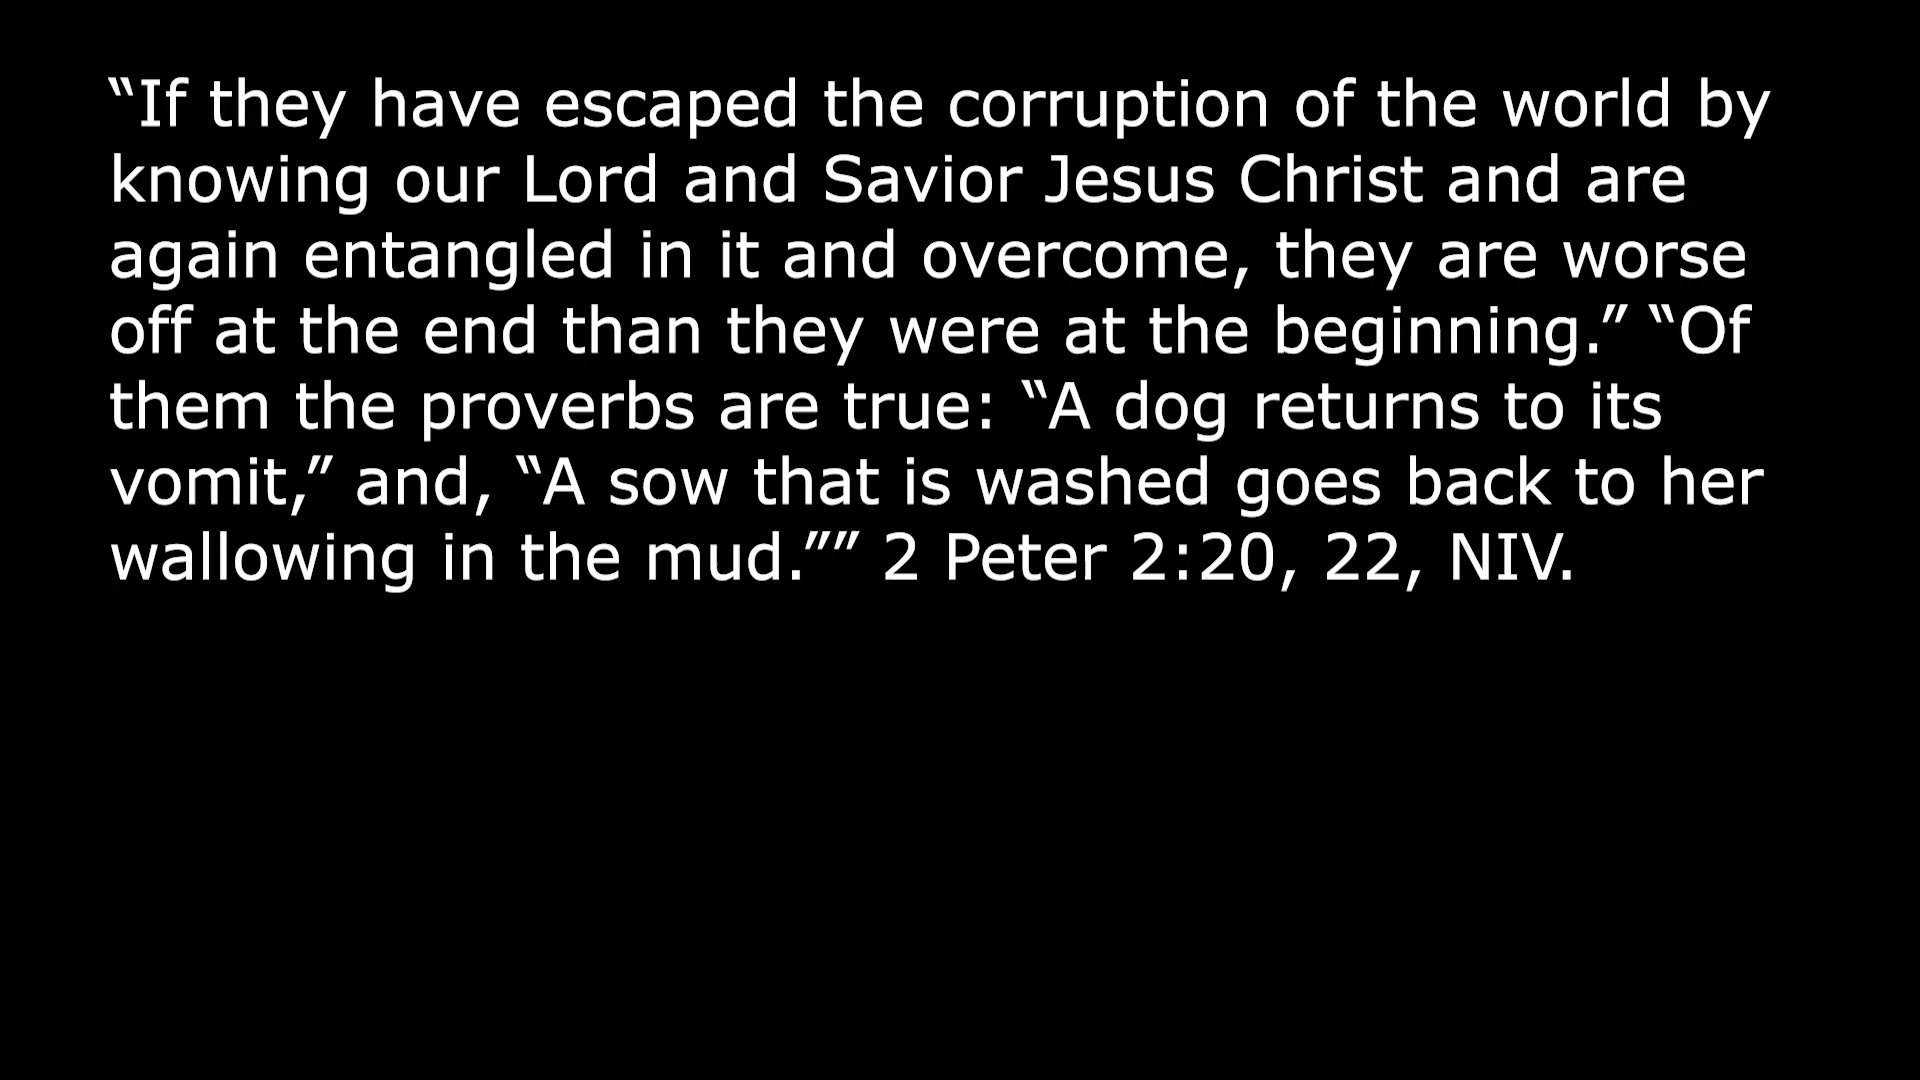 “If they have escaped the corruption of the world by
knowing our Lord and Savior Jesus Christ and are
again entangled in it and overcome, they are worse
off at the end than they were at the beginning.” “Of
them the proverbs are true: “A dog returns to its
vomit,” and, “A sow that is washed goes back to her
wallowing in the mud.”” 2 Peter 2:20, 22, NIV.